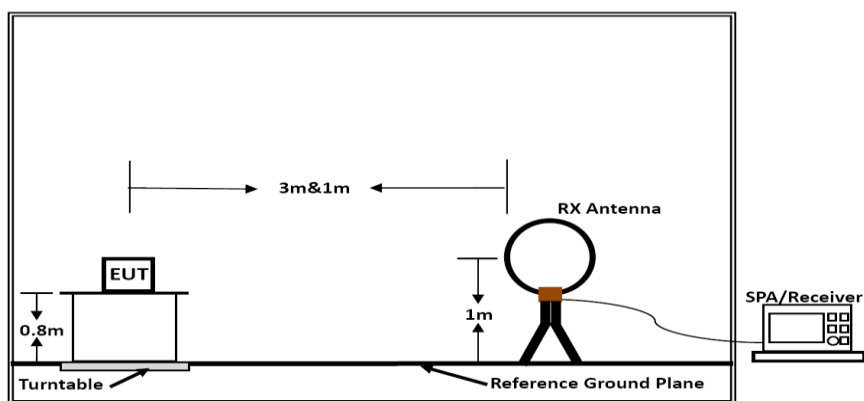 3m&1m
RX Antenna
EUT
SPA/Receiver
0.8m
1m
Turntable
Reference Ground Plane